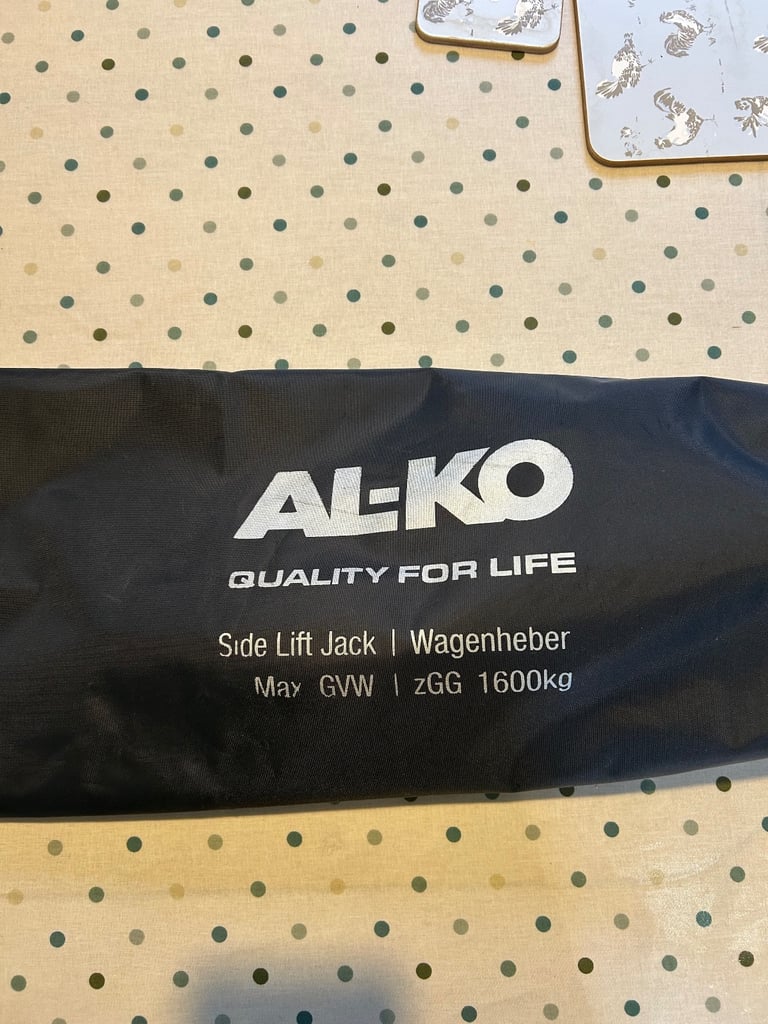 AL-KO
QUALITY FOR LIFE
Side Lift Jack | Wagenheber
Max GVW | zGG 1600kg